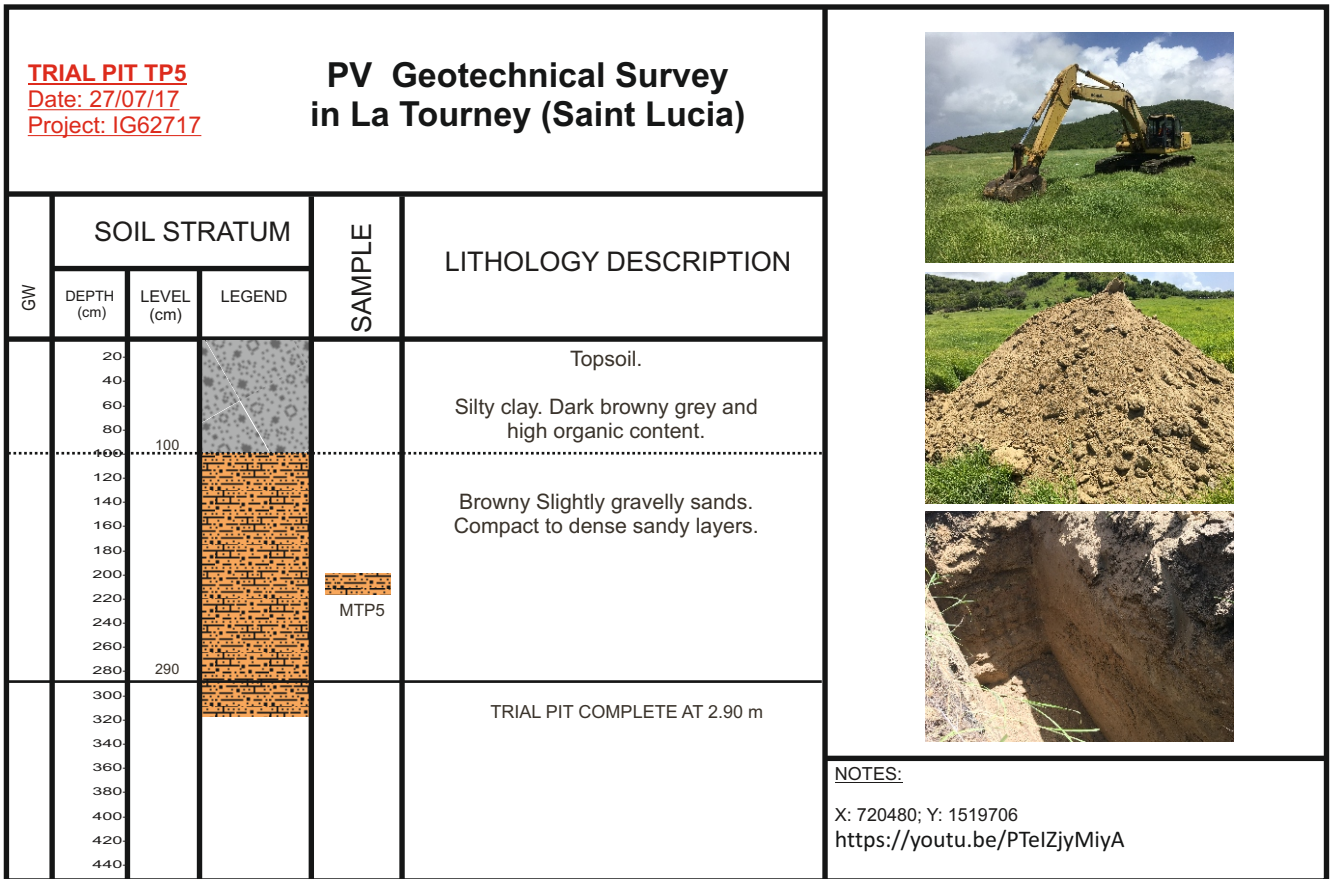 TRIAL PIT TP5
Date: 27/07/17
Project: IG62717
PV Geotechnical Survey
in La Tourney (Saint Lucia)
GW
SOIL STRATUM
DEPTH
(cm)
LEVEL
(cm)
LEGEND
SAMPLE
LITHOLOGY DESCRIPTION
20
40
60
80
100
120
140
160
180
200
220
240
260
280
300
320
340
360
380
400
420
440
100
290
MTP5
Topsoil.
Silty clay. Dark browny grey and
high organic content.
Browny Slightly gravelly sands.
Compact to dense sandy layers.
TRIAL PIT COMPLETE AT 2.90 m
NOTES:
X: 720480; Y: 1519706
https://youtu.be/PTeIZjyMiyA